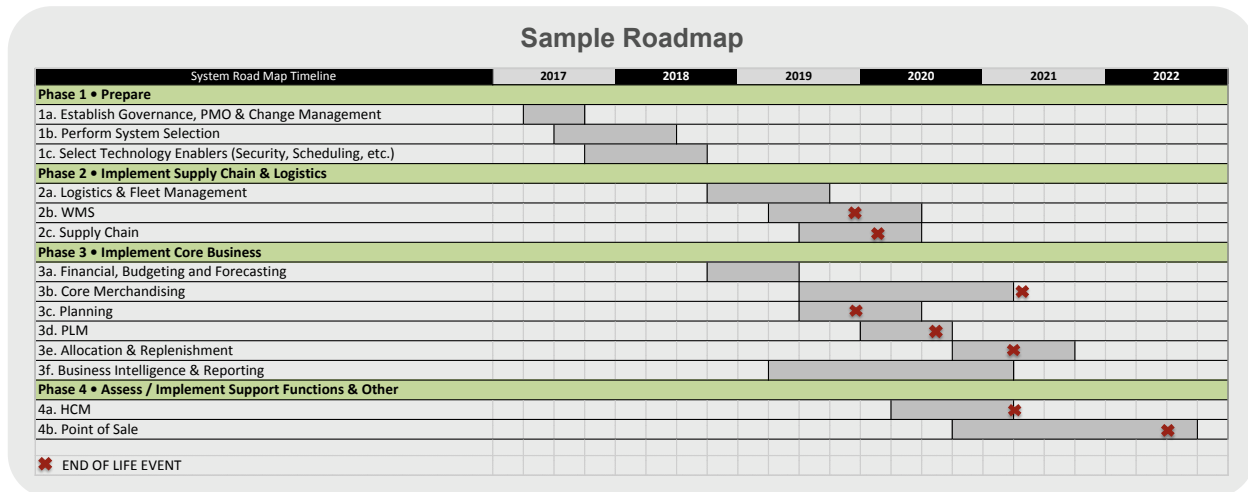 Sample Roadmap
System Road Map Timeline 2017 2018 2019 2020 2021 2022
Phase 1 • Prepare
1a. Establish Governance, PMO & Change Management
1b. Perform System Selection
1c. Select Technology Enablers (Security, Scheduling, etc.)
Phase 2 • Implement Supply Chain & Logistics
2a. Logistics & Fleet Management
2b. WMS
2c. Supply Chain
Phase 3 • Implement Core Business
3a. Financial, Budgeting and Forecasting
3b. Core Merchandising
3c. Planning
3d. PLM
3e. Allocation & Replenishment
3f. Business Intelligence & Reporting
Phase 4 • Assess / Implement Support Functions & Other
4a. HCM
4b. Point of Sale
END OF LIFE EVENT